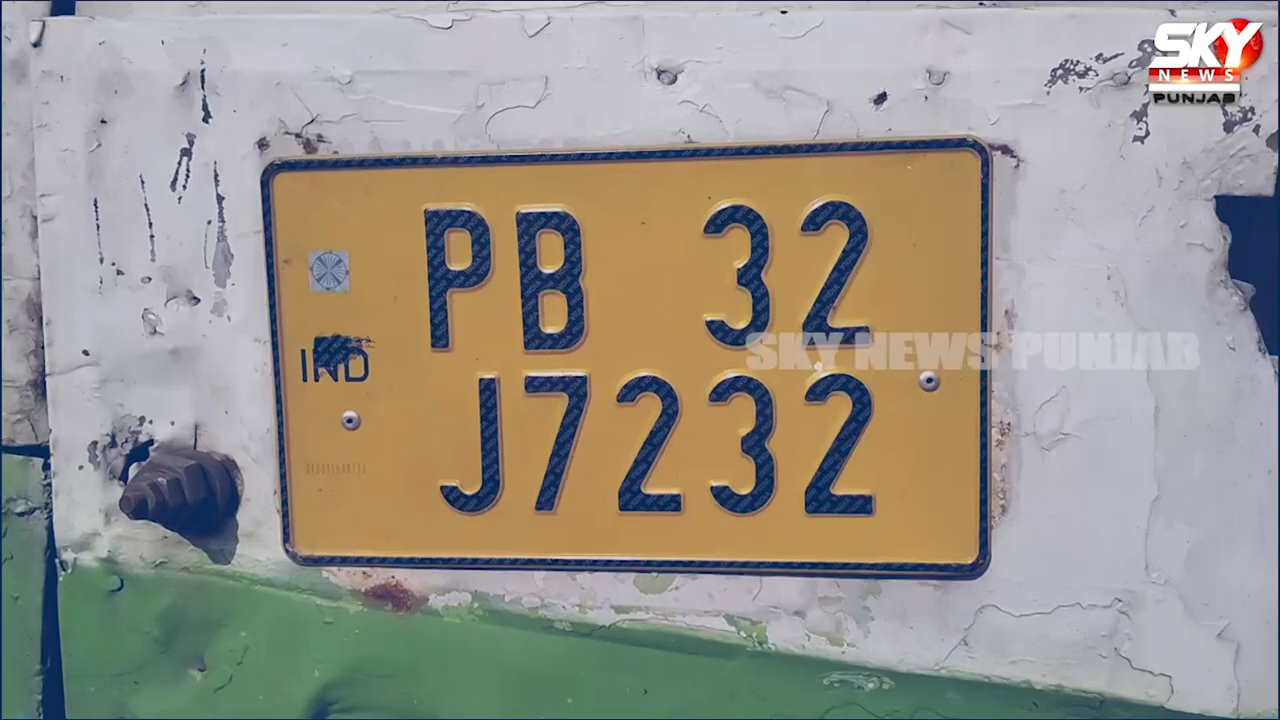 SKY
NEWS
PUNJAB
PB 32
IND
J7232
SKY NEWS PUNJAB